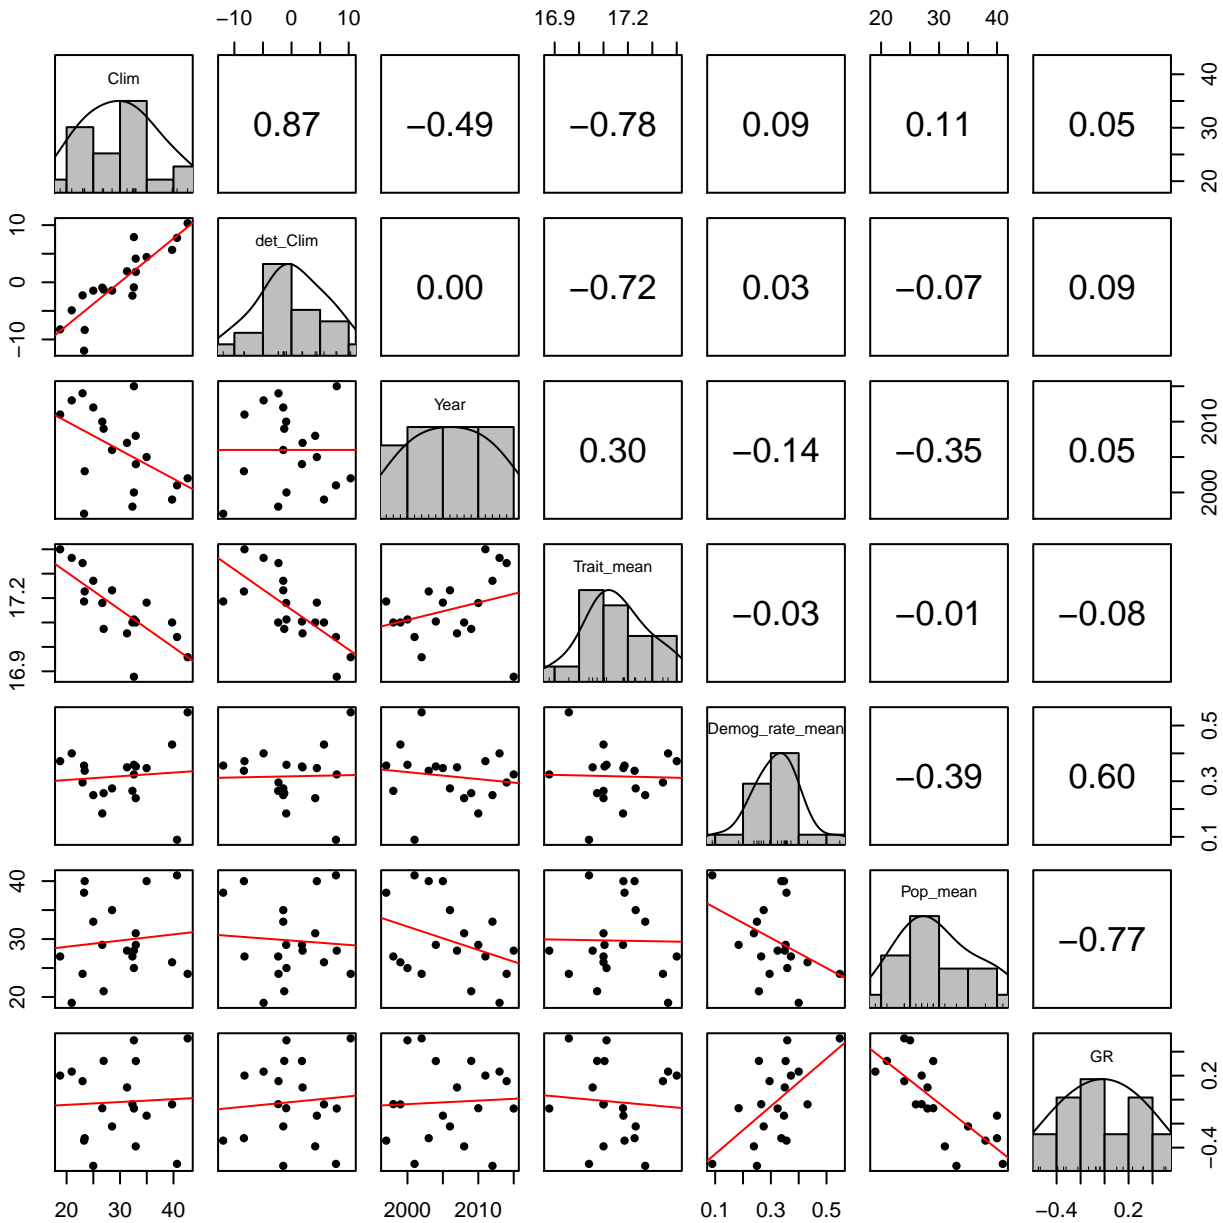 −10 0 10 16.9 17.2 20 30 40
Clim 0.87 −0.49 −0.78 0.09 0.11 0.05 20 30 40
−10 0 10 det_Clim 0.00 −0.72 0.03 −0.07 0.09
Year 0.30 −0.14 −0.35 0.05 2000 2010
16.9 17.2 Trait_mean −0.03 −0.01 −0.08
Demog_rate_mean −0.39 0.60 0.1 0.3 0.5
20 30 40 Pop_mean −0.77
GR −0.4 0.2
20 30 40 2000 2010 0.1 0.3 0.5 −0.4 0.2